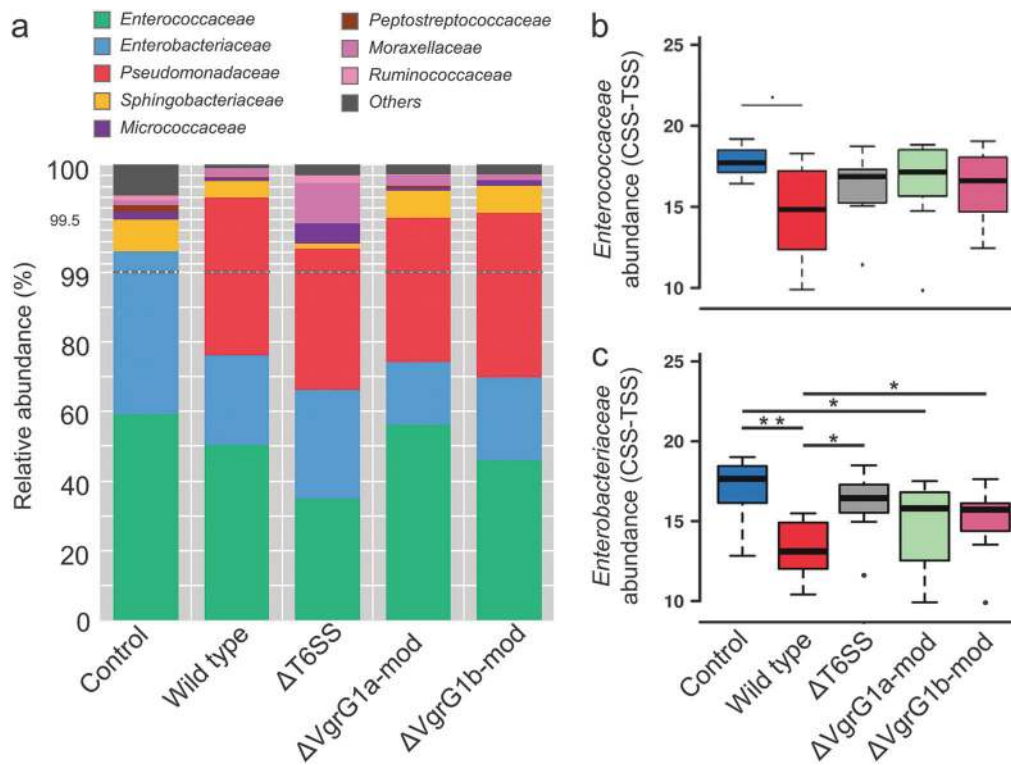 a
Enterococcaceae
Enterobacteriaceae
Pseudomonadaceae
Sphingobacteriaceae
Micrococcaceae
Peptostreptococcaceae
Moraxellaceae
Ruminococcaceae
Others
Relative abundance (%)
100
99.5
99
80
60
40
20
0
Control
Wild type
ΔT6SS
ΔVgrG1a-mod
ΔVgrG1b-mod
b
Enterococcaceae
abundance (CSS-TSS)
25
20
15
10
c
Enterobacteriaceae
abundance (CSS-TSS)
25
20
15
10
*
*
**
*
Control
Wild type
ΔT6SS
ΔVgrG1a-mod
ΔVgrG1b-mod